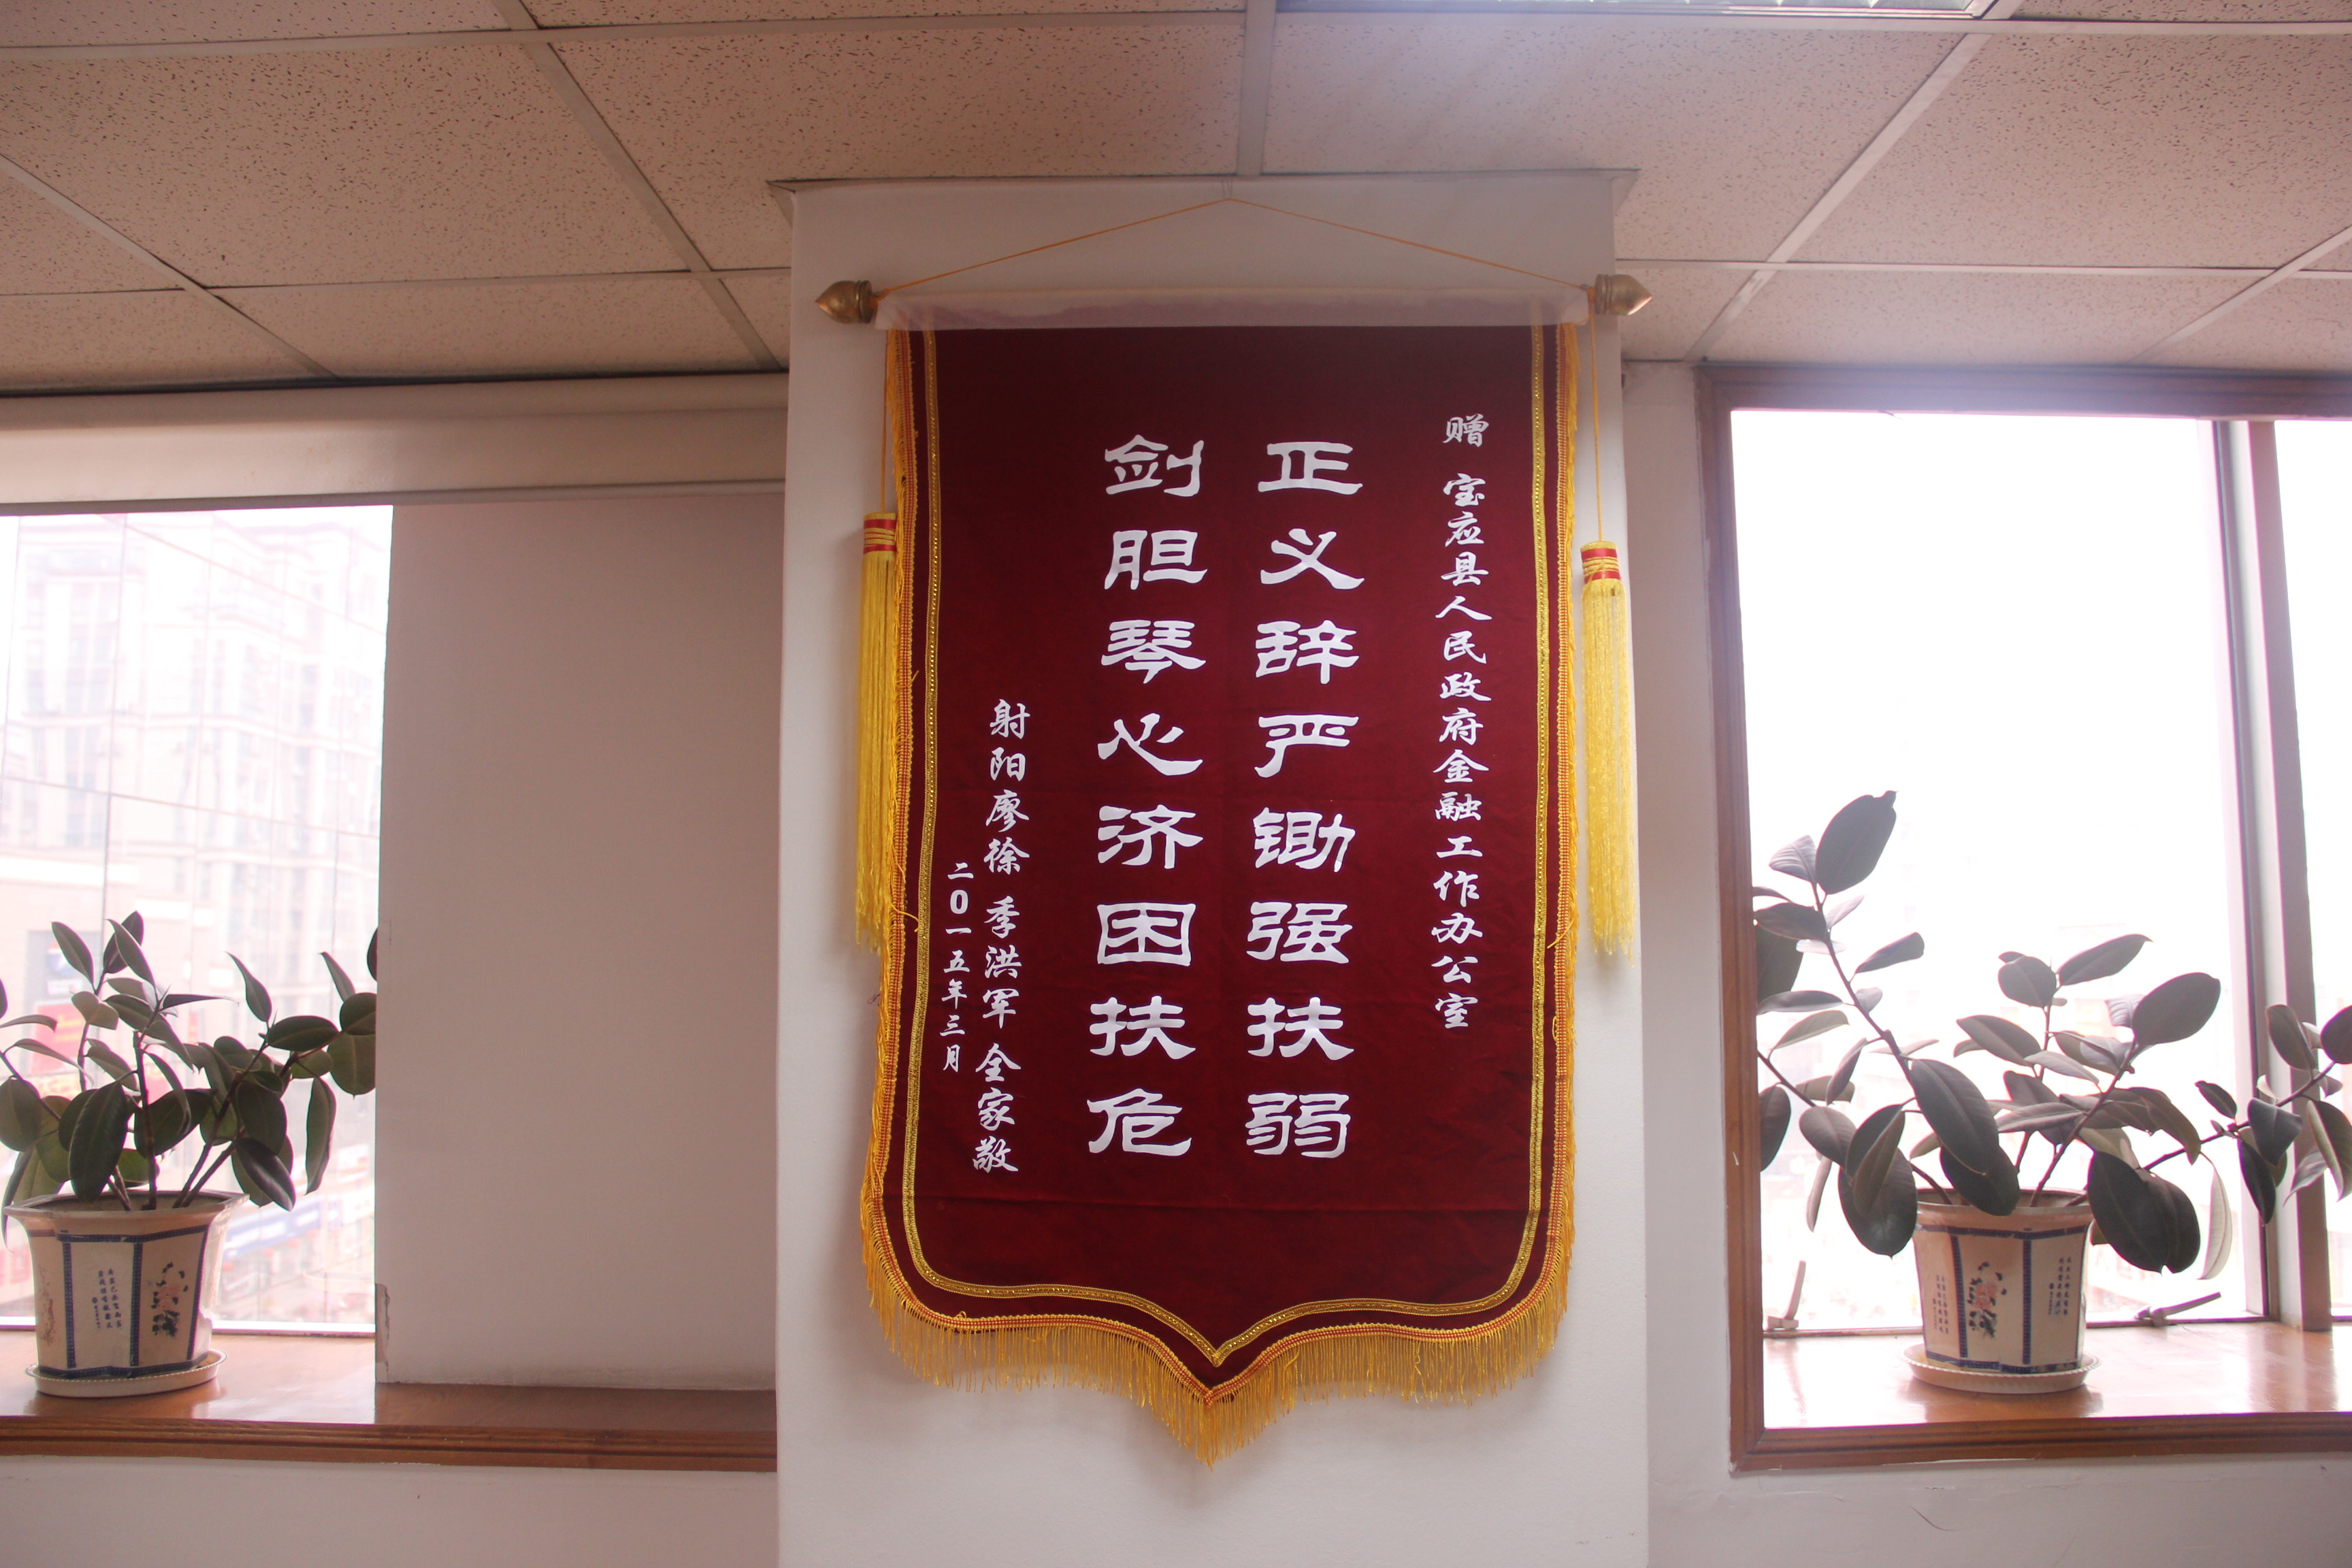 赠 宝应县人民政府金融工作办公室
正义辞严锄强扶弱
剑胆琴心济困扶危
射阳廖徐 季洪军 全家敬
二0一五年三月